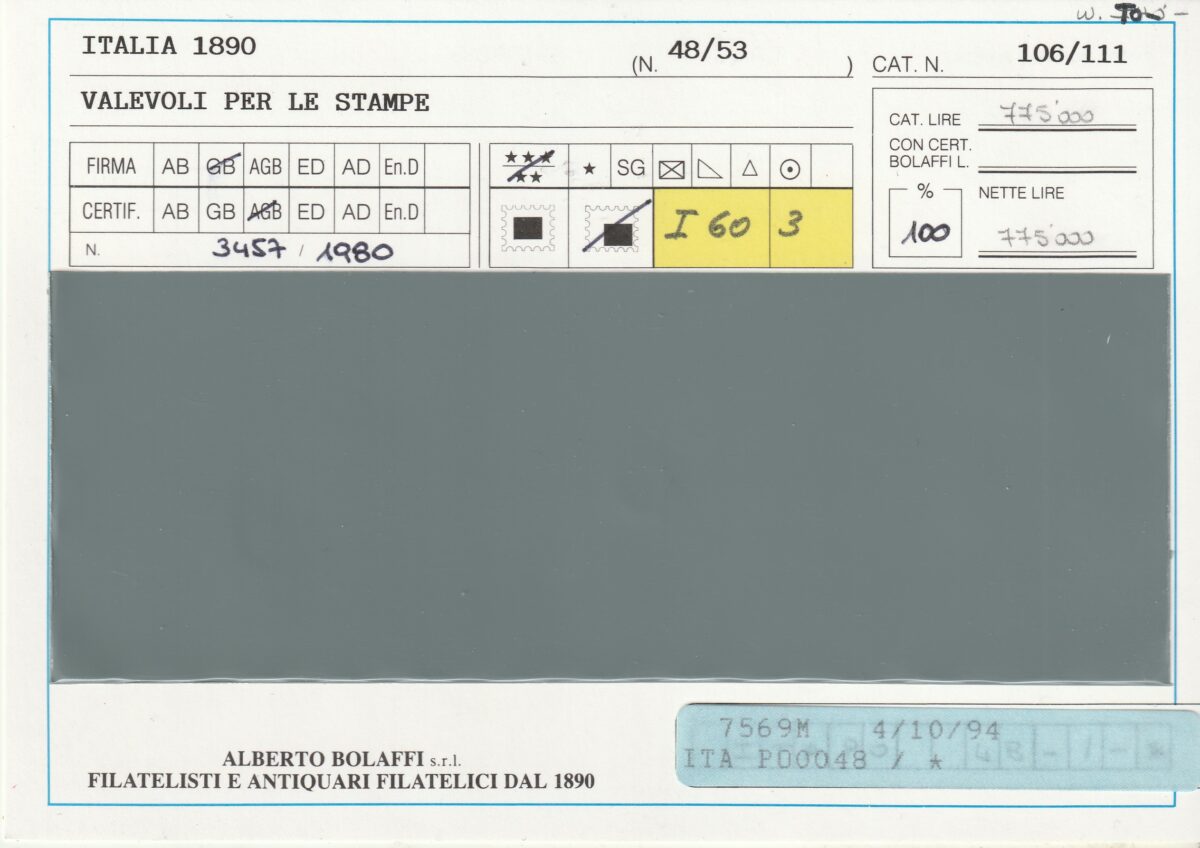 ITALIA 1890
(N. 48/53 ) CAT. N. 106/111
VALEVOLI PER LE STAMPE
CAT. LIRE 775'000
CON CERT.
BOLAFFI L.
% NETTE LIRE
100 775'000
FIRMA AB GB AGB ED AD En.D
CERTIF. AB GB AGB ED AD En.D
N. 3457 / 1980
★★★ ★★ ★ SG
I 60 3
7569M 4/10/94
ITA PD0048 / *
ALBERTO BOLAFFI s.r.l.
FILATELISTI E ANTIQUARI FILATELICI DAL 1890